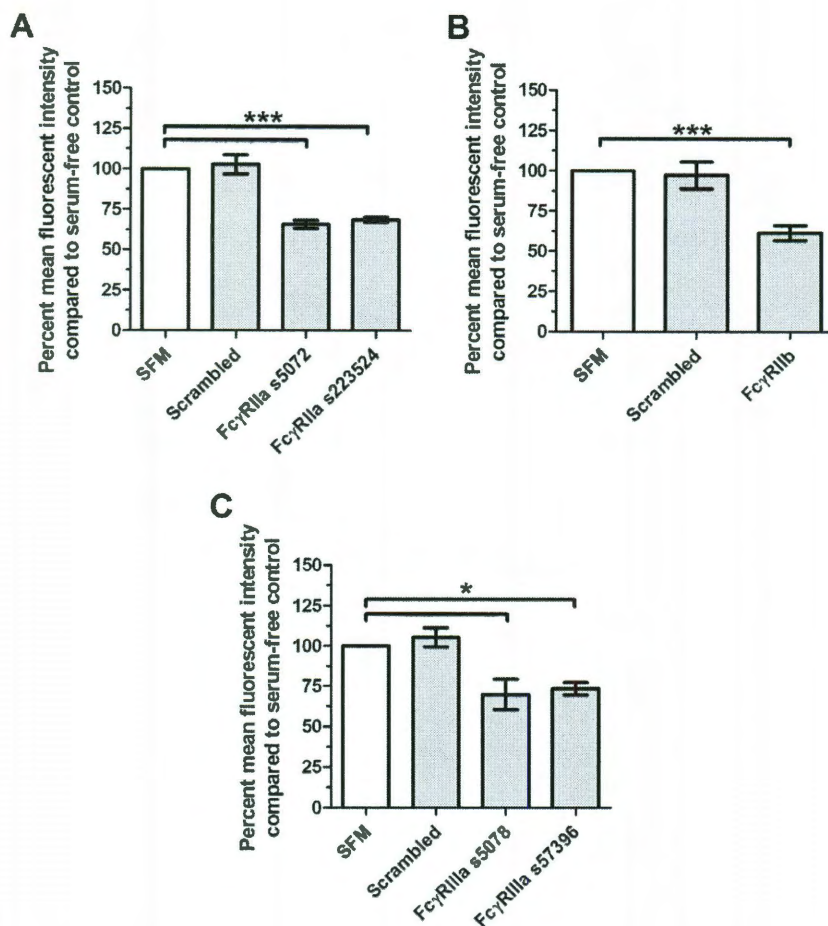 A
Percent mean fluorescent intensity
compared to serum-free control
150
125
100
75
50
25
0
***
SFM
Scrambled
FcγRIIa s5072
FcγRIIa s223524
B
Percent mean fluorescent intensity
compared to serum-free control
150
125
100
75
50
25
0
***
SFM
Scrambled
FcγRIIb
C
Percent mean fluorescent intensity
compared to serum-free control
150
125
100
75
50
25
0
*
SFM
Scrambled
FcγRIIIa s5078
FcγRIIIa s57396